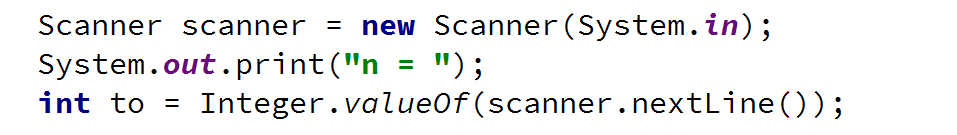 Scanner scanner = new Scanner(System.in);
System.out.print("n = ");
int to = Integer.valueOf(scanner.nextLine());